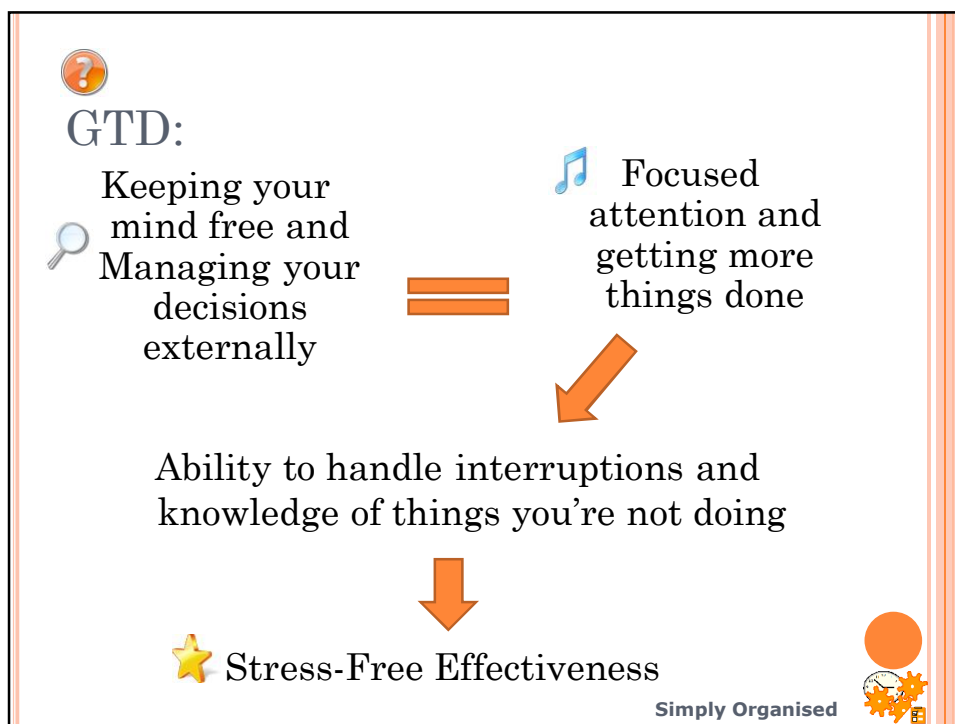 GTD:
Keeping your
mind free and
Managing your
decisions
externally
Focused
attention and
getting more
things done
Ability to handle interruptions and
knowledge of things you’re not doing
Stress-Free Effectiveness
Simply Organised